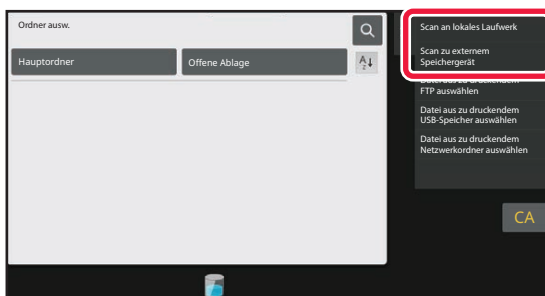 Ordner ausw.
Hauptordner
Offene Ablage
A
Z
Scan an lokales Laufwerk
Scan zu externem
Speichergerät
FTP auswählen
Datei aus zu druckendem
USB-Speicher auswählen
Datei aus zu druckendem
Netzwerkordner auswählen
CA